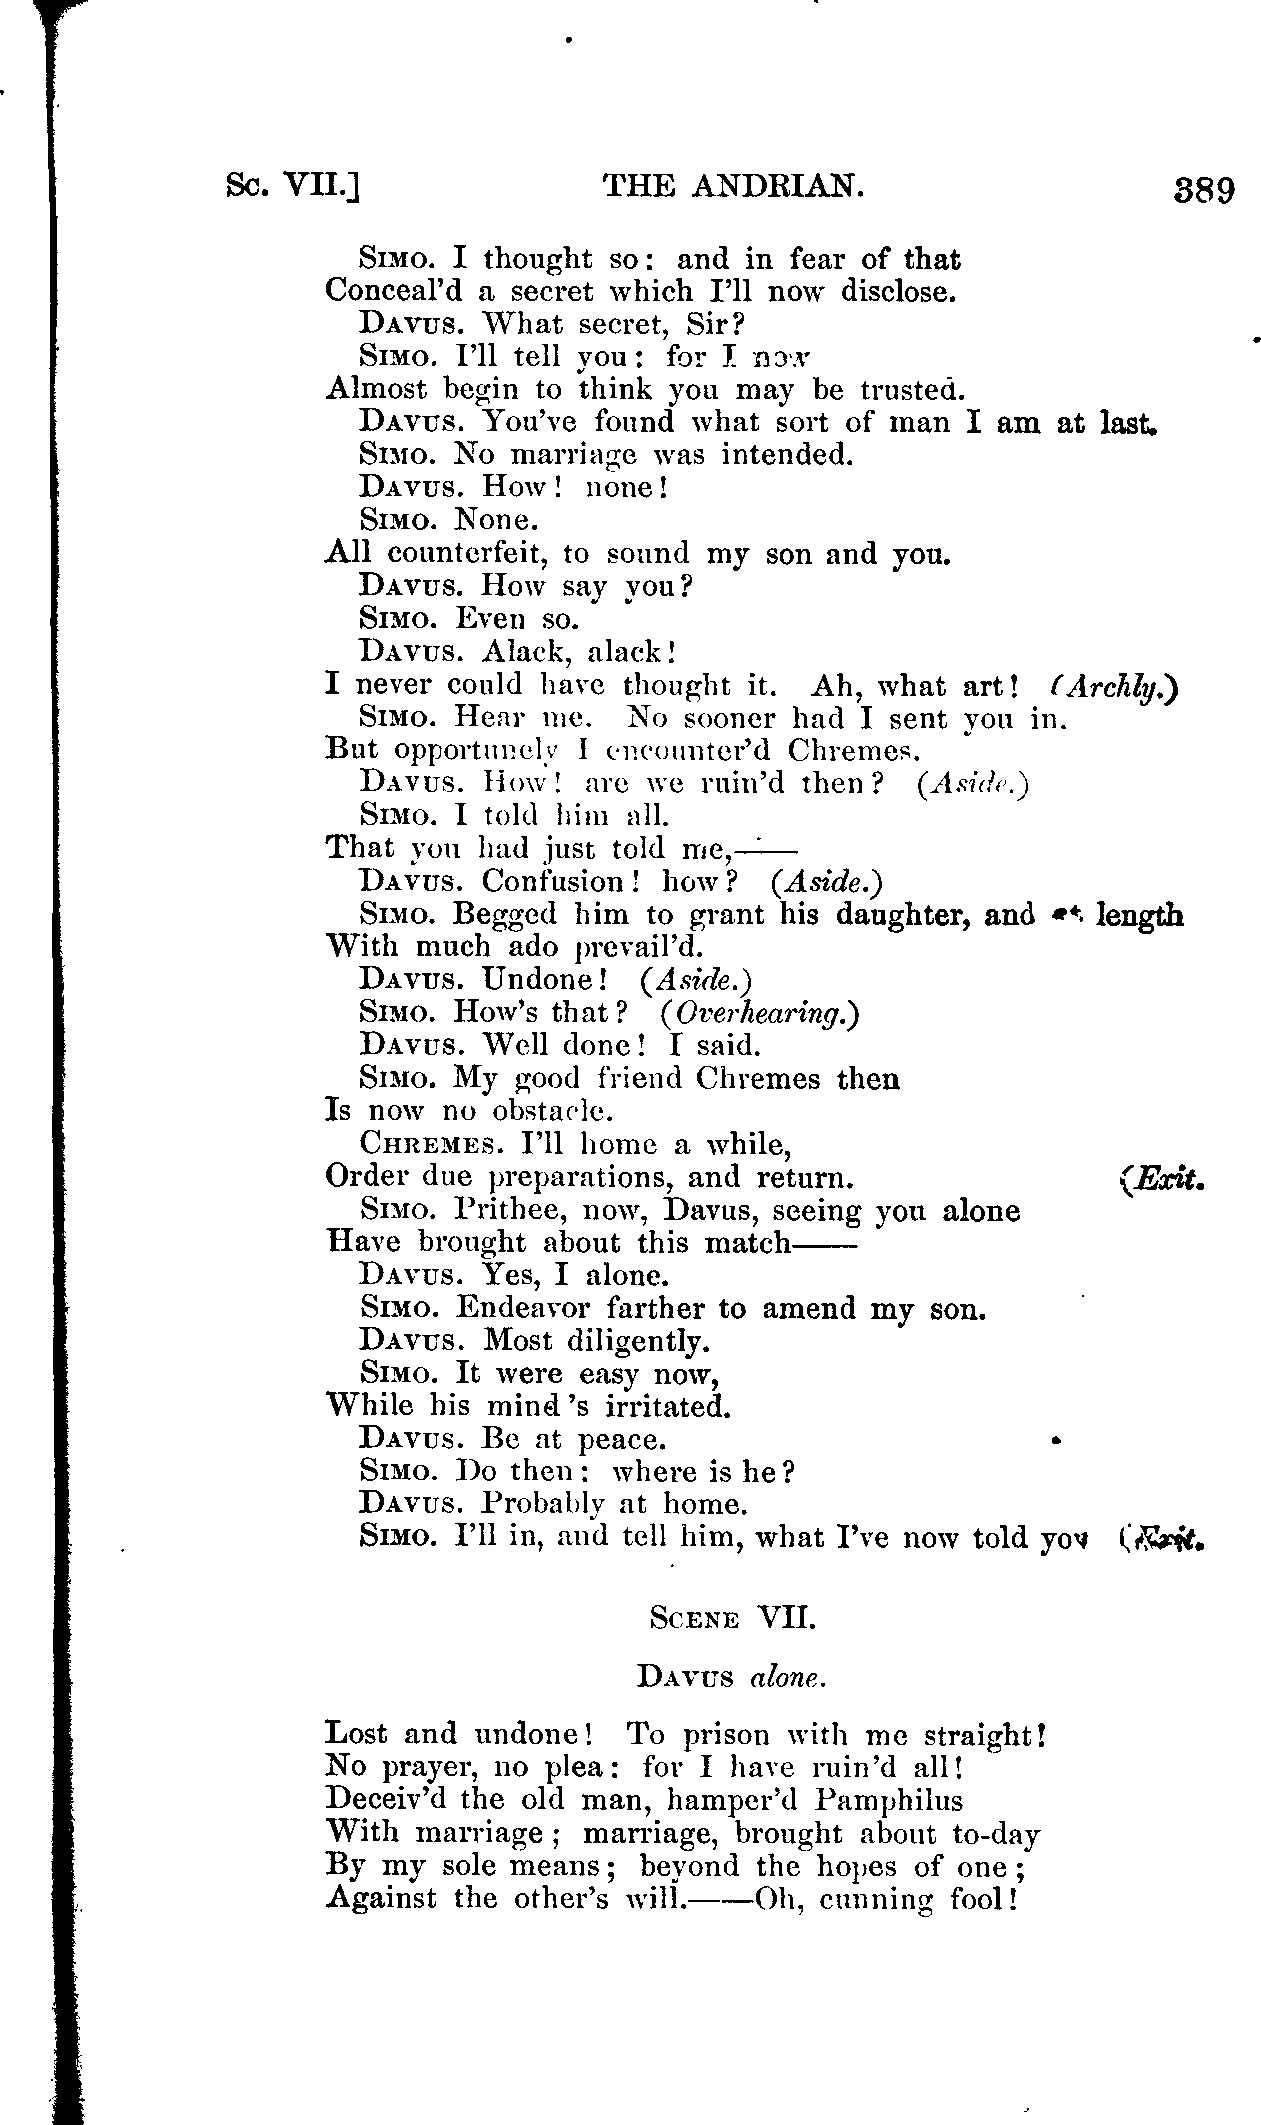 Sc. VII.] THE ANDRIAN. 389
Simo. I thought so: and in fear of that
Conceal'd a secret which I'll now disclose.
Davus. What secret, Sir?
Simo. I'll tell you: for I now
Almost begin to think you may be trusted.
Davus. You've found what sort of man I am at last.
Simo. No marriage was intended.
Davus. How! none!
Simo. None.
All counterfeit, to sound my son and you.
Davus. How say you?
Simo. Even so.
Davus. Alack, alack!
I never could have thought it. Ah, what art! (Archly.)
Simo. Hear me. No sooner had I sent you in.
But opportunely I encounter'd Chremes.
Davus. How! are we ruin'd then? (Aside.)
Simo. I told him all.
That you had just told me,——
Davus. Confusion! how? (Aside.)
Simo. Begged him to grant his daughter, and length
With much ado prevail'd.
Davus. Undone! (Aside.)
Simo. How's that? (Overhearing.)
Davus. Well done! I said.
Simo. My good friend Chremes then
Is now no obstacle.
Chremes. I'll home a while,
Order due preparations, and return. (Exit.
Simo. Prithee, now, Davus, seeing you alone
Have brought about this match——
Davus. Yes, I alone.
Simo. Endeavor farther to amend my son.
Davus. Most diligently.
Simo. It were easy now,
While his mind 's irritated.
Davus. Be at peace.
Simo. Do then: where is he?
Davus. Probably at home.
Simo. I'll in, and tell him, what I've now told you (Exit.
Scene VII.
Davus alone.
Lost and undone! To prison with me straight!
No prayer, no plea: for I have ruin'd all!
Deceiv'd the old man, hamper'd Pamphilus
With marriage; marriage, brought about to-day
By my sole means; beyond the hopes of one;
Against the other's will.——Oh, cunning fool!